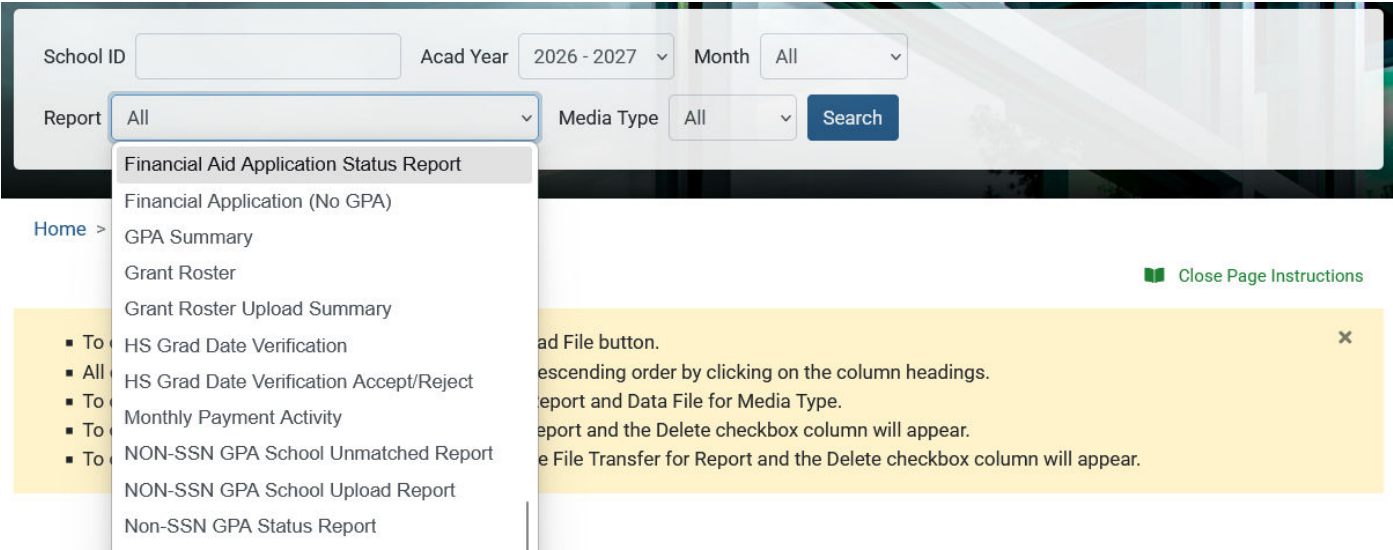 School ID Acad Year 2026 - 2027 Month All
Report All Media Type All Search
Financial Aid Application Status Report
Financial Application (No GPA)
Home > GPA Summary
Grant Roster Close Page Instructions
Grant Roster Upload Summary
▪ To HS Grad Date Verification ad File button. ×
▪ All HS Grad Date Verification Accept/Reject escending order by clicking on the column headings.
▪ To Monthly Payment Activity eport and Data File for Media Type.
▪ To NON-SSN GPA School Unmatched Report eport and the Delete checkbox column will appear.
▪ To NON-SSN GPA School Upload Report e File Transfer for Report and the Delete checkbox column will appear.
Non-SSN GPA Status Report